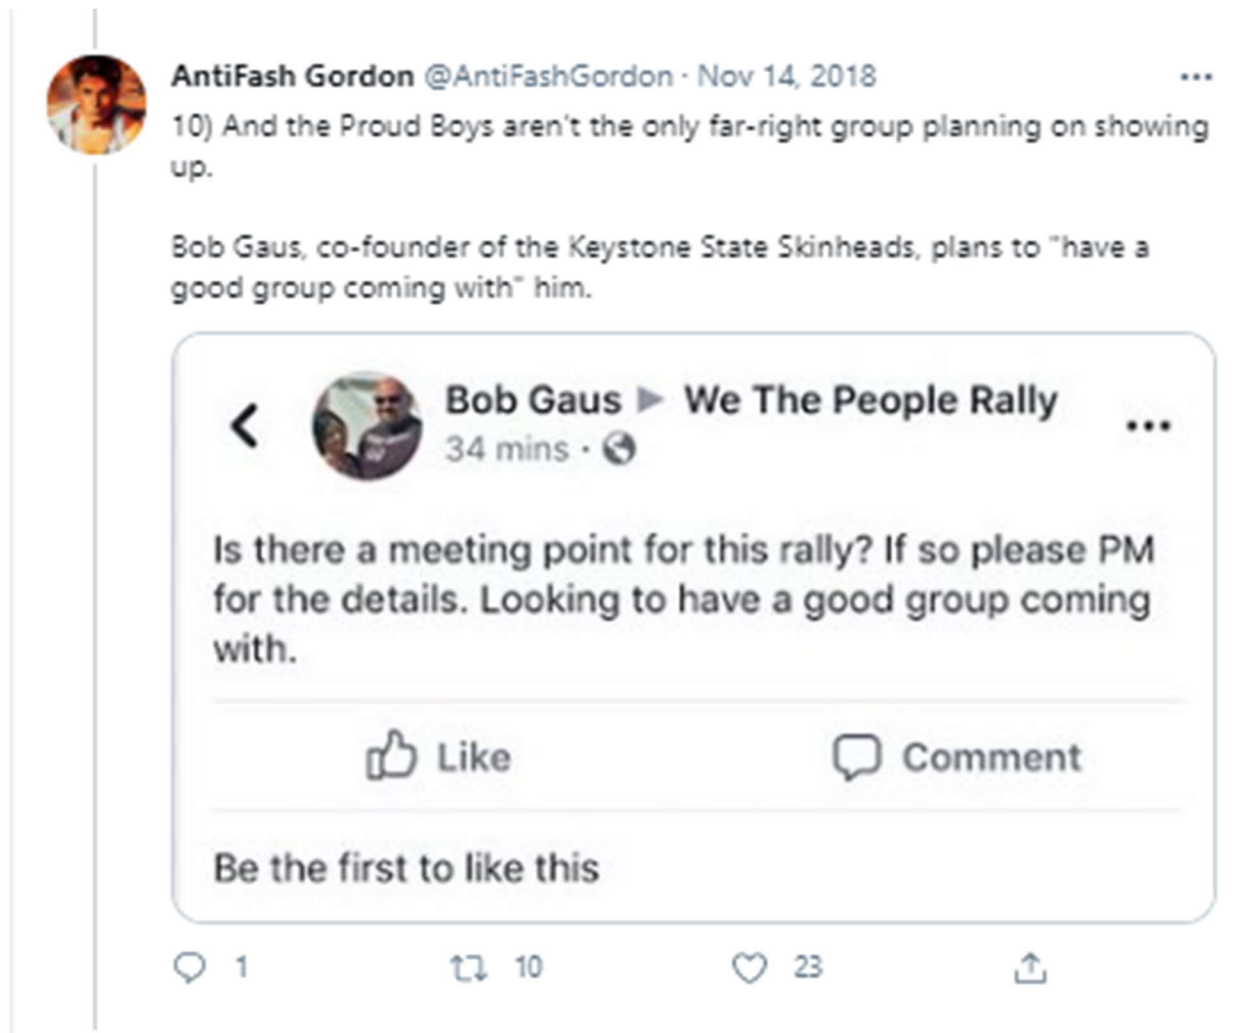 AntiFash Gordon @AntiFashGordon · Nov 14, 2018
10) And the Proud Boys aren't the only far-right group planning on showing
up.
Bob Gaus, co-founder of the Keystone State Skinheads, plans to "have a
good group coming with" him.
Bob Gaus ▶ We The People Rally
34 mins ·
Is there a meeting point for this rally? If so please PM
for the details. Looking to have a good group coming
with.
Like Comment
Be the first to like this
1 10 23